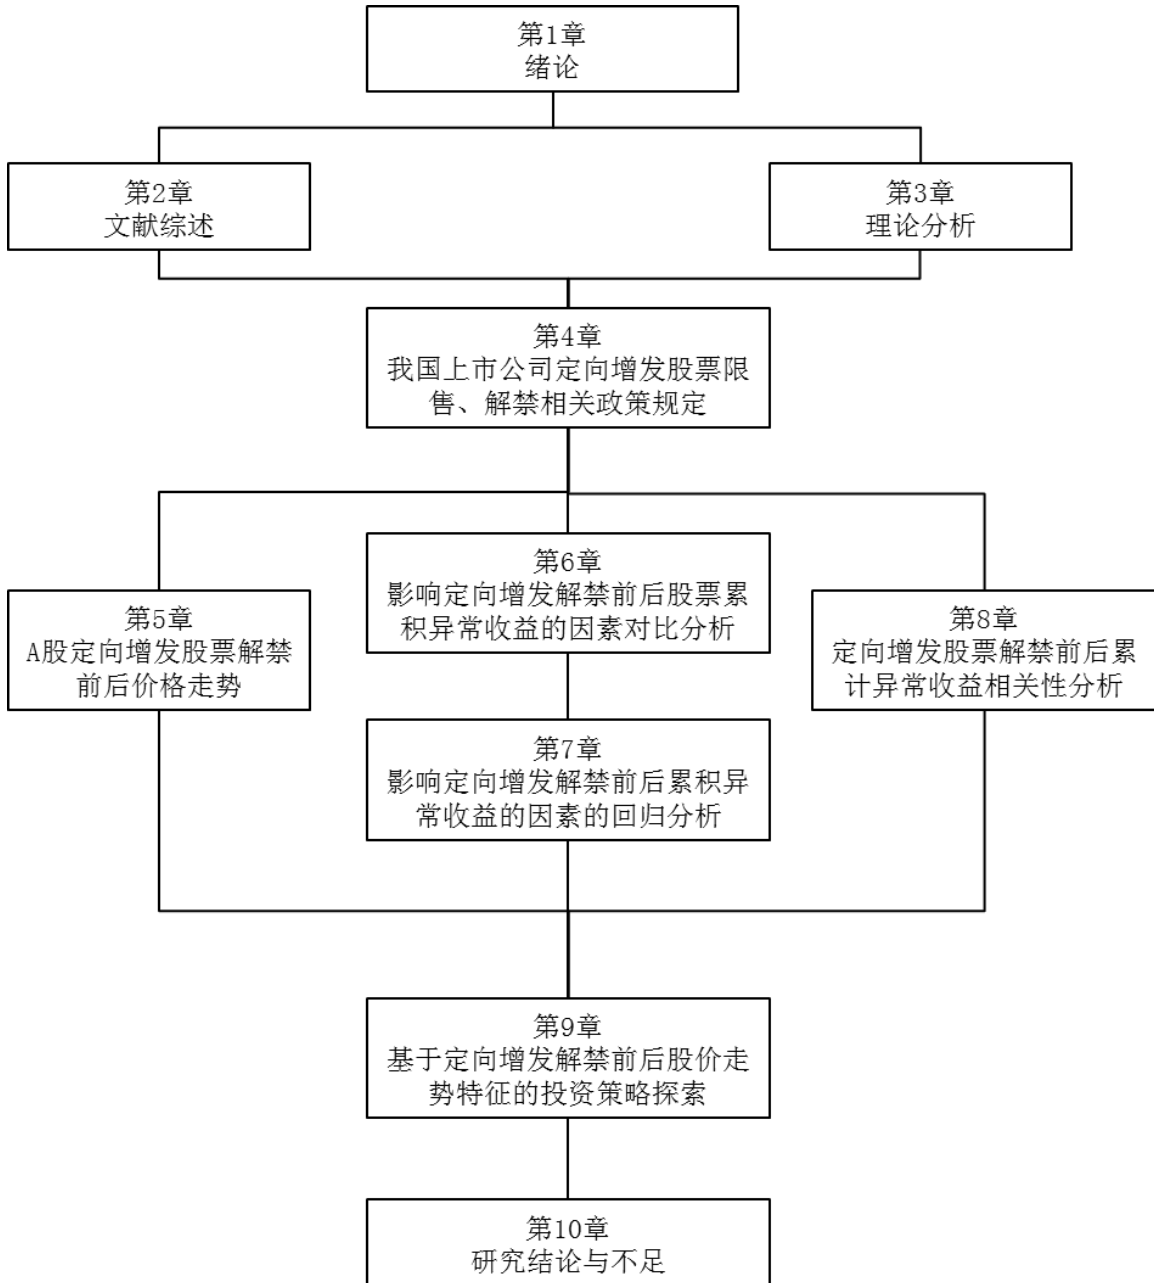 第1章
绪论
第2章
文献综述
第3章
理论分析
第4章
我国上市公司定向增发股票限
售、解禁相关政策规定
第5章
A股定向增发股票解禁
前后价格走势
第6章
影响定向增发解禁前后股票累
积异常收益的因素对比分析
第7章
影响定向增发解禁前后累积异
常收益的因素的回归分析
第8章
定向增发股票解禁前后累
计异常收益相关性分析
第9章
基于定向增发解禁前后股价走
势特征的投资策略探索
第10章
研究结论与不足